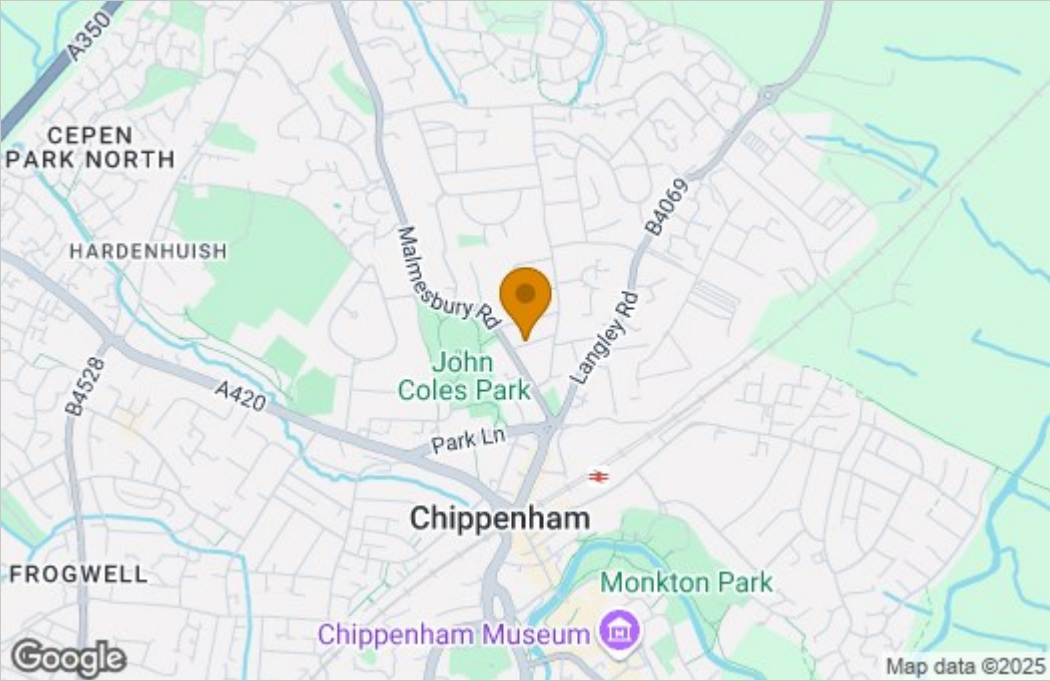 A350
CEPEN
PARK NORTH
HARDENHUISH
B4069
Malmesbury Rd
Langley Rd
John
Coles Park
B4528
A420
Park Ln
Chippenham
FROGWELL
Monkton Park
Chippenham Museum
Google
Map data ©2025